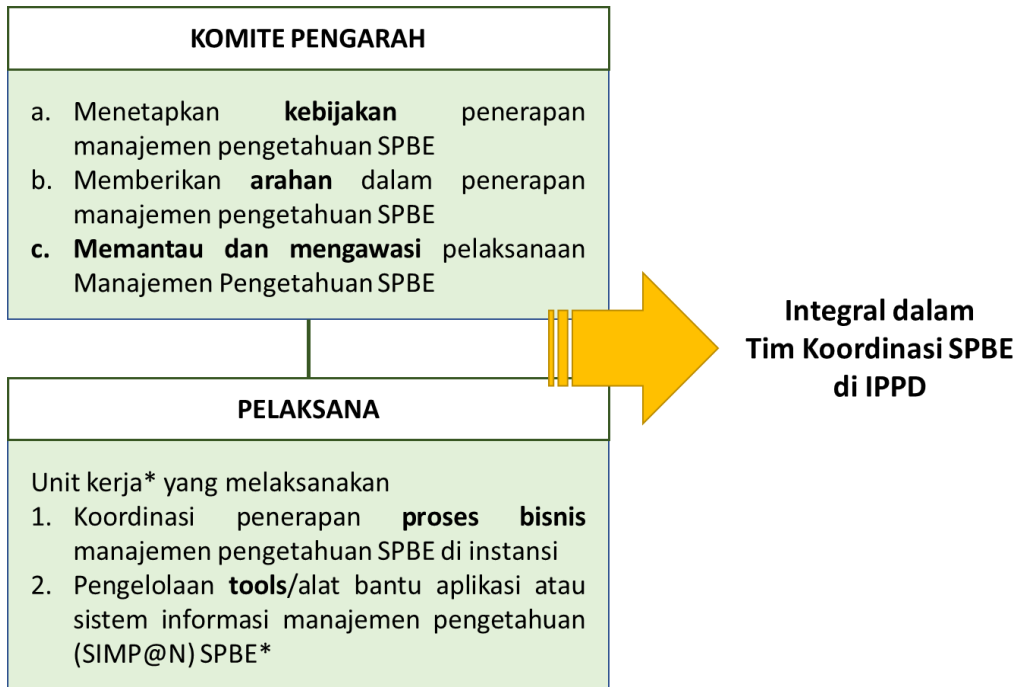 KOMITE PENGARAH
a. Menetapkan kebijakan penerapan
manajemen pengetahuan SPBE
b. Memberikan arahan dalam penerapan
manajemen pengetahuan SPBE
c. Memantau dan mengawasi pelaksanaan
Manajemen Pengetahuan SPBE
Integral dalam
Tim Koordinasi SPBE
di IPPD
PELAKSANA
Unit kerja* yang melaksanakan
1. Koordinasi penerapan proses bisnis
manajemen pengetahuan SPBE di instansi
2. Pengelolaan tools/alat bantu aplikasi atau
sistem informasi manajemen pengetahuan
(SIMP@N) SPBE*